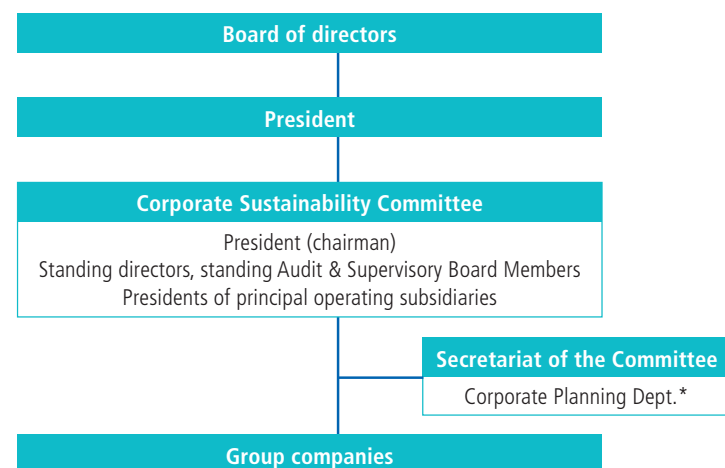 Board of directors
President
Corporate Sustainability Committee
President (chairman)
Standing directors, standing Audit & Supervisory Board Members
Presidents of principal operating subsidiaries
Secretariat of the Committee
Corporate Planning Dept.*
Group companies